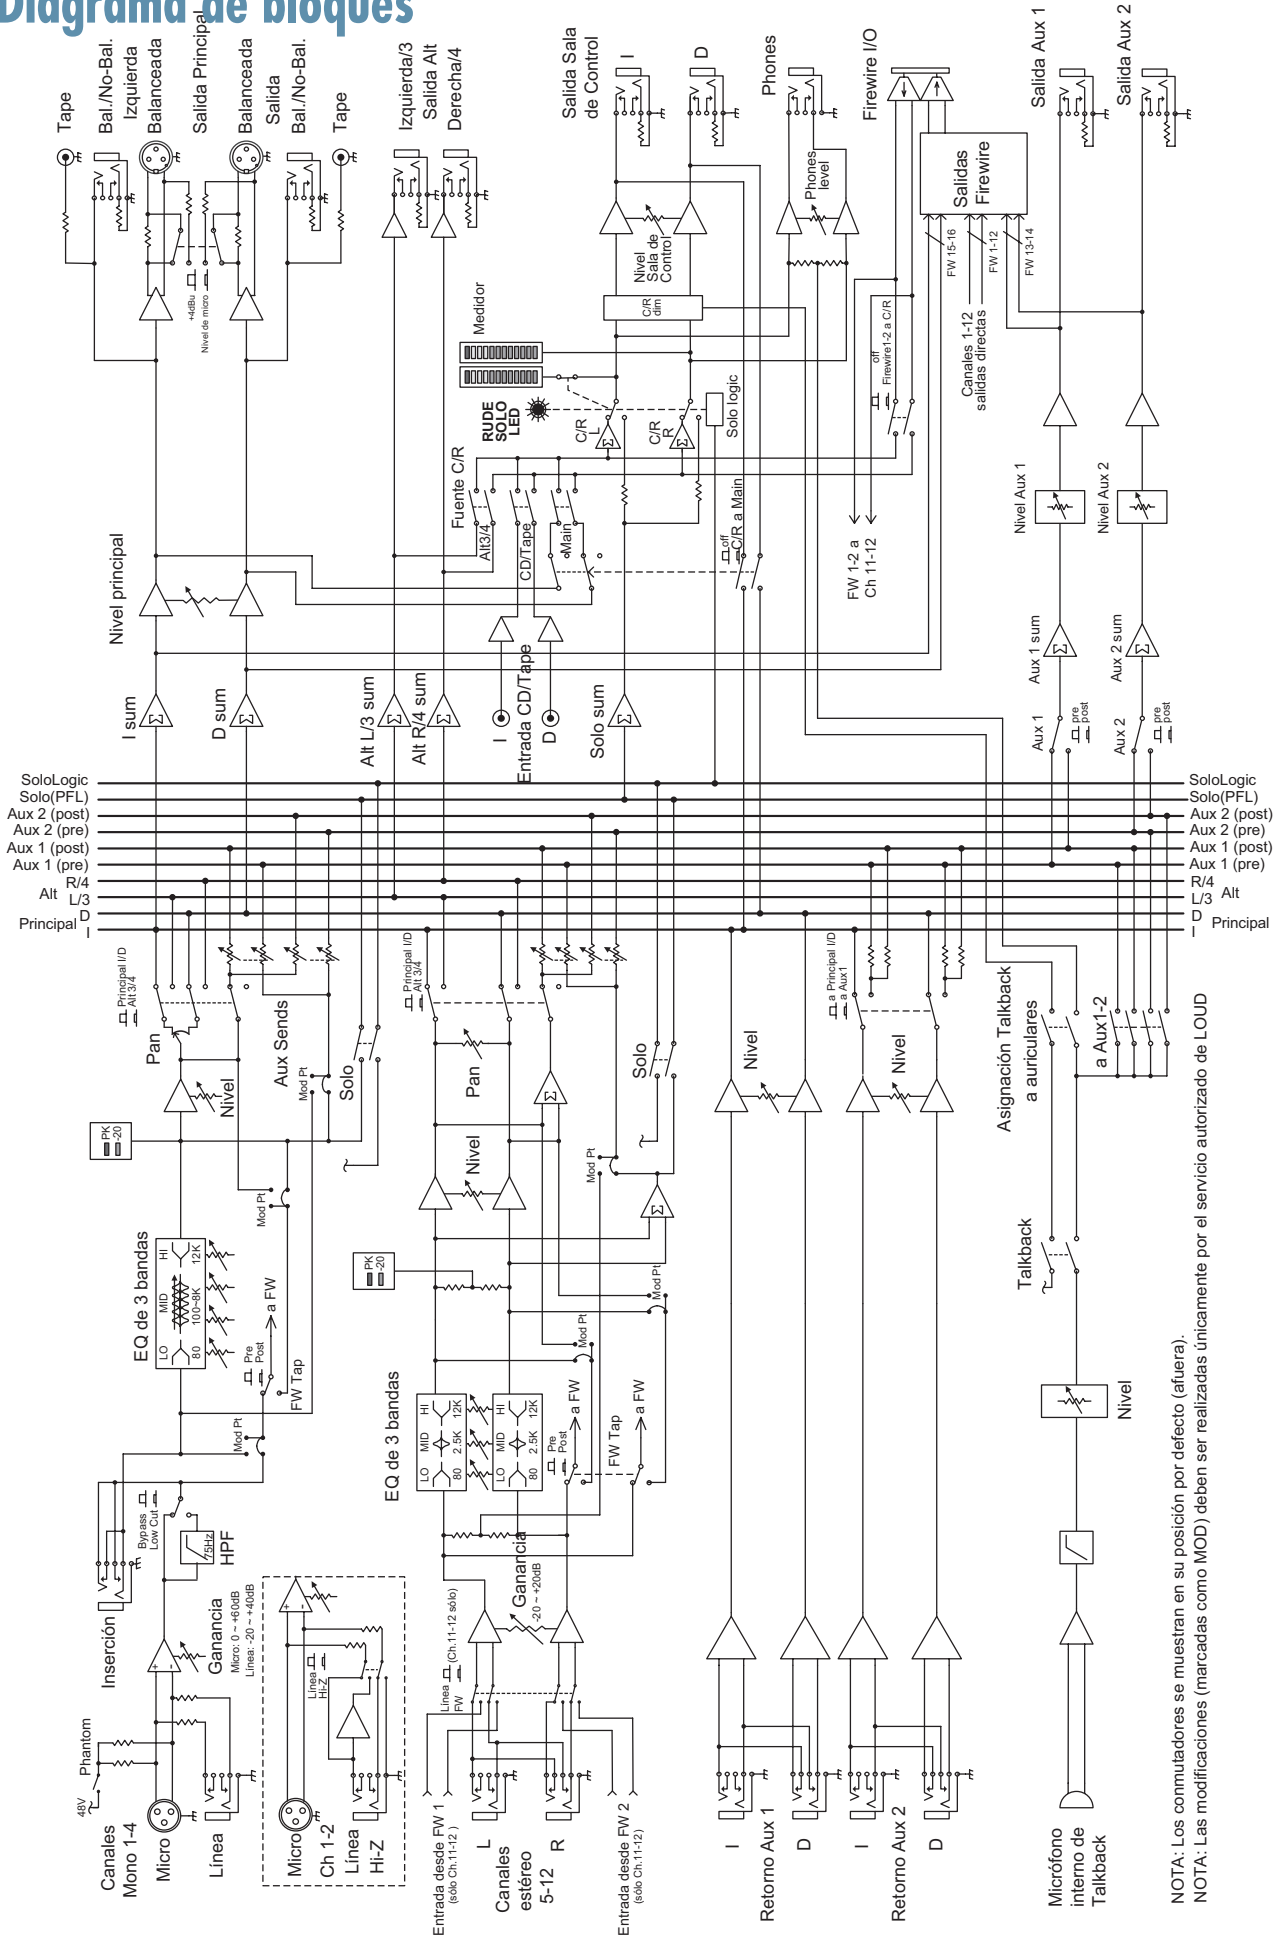 Diagrama de bloques
Tape
Bal./No-Bal.
Izquierda
Balanceada
Salida Principal
Balanceada
Salida
Bal./No-Bal.
Tape
Izquierda/3
Salida Alt
Derecha/4
Salida Sala
de Control
I
D
Phones
Firewire I/O
Salida Aux 1
Salida Aux 2
+4dBu
Nivel de micro
Medidor
Nivel
Sala de
Control
C/R
dim
Phones
level
Salidas
Firewire
FW 15-16
FW 1-12
FW 13-14
Canales 1-12
salidas directas
off
Firewire1-2 a C/R
RUDE
SOLO
LED
C/R
L
C/R
R
Solo logic
Fuente C/R
Alt3/4
CD/Tape
Main
off
C/R a Main
FW 1-2 a
Ch 11-12
Nivel Aux 1
Nivel Aux 2
Nivel principal
I sum
D sum
Alt L/3 sum
Alt R/4 sum
I
Entrada CD/Tape
D
Solo sum
Aux 1 sum
Aux 2 sum
Aux 1
pre
post
Aux 2
pre
post
SoloLogic
Solo(PFL)
Aux 2 (post)
Aux 2 (pre)
Aux 1 (post)
Aux 1 (pre)
R/4
Alt
L/3
Principal
D
I
SoloLogic
Solo(PFL)
Aux 2 (post)
Aux 2 (pre)
Aux 1 (post)
Aux 1 (pre)
R/4
L/3
Alt
D
Principal
I
Principal I/D
Alt 3/4
Pan
Nivel
Aux Sends
Mod Pt
Solo
PK
-20
Mod Pt
EQ de 3 bandas
LO
MID
HI
80
100~8K
12K
Pre
Post
a FW
FW Tap
Mod Pt
Bypass
Low Cut
75Hz
HPF
Inserción
Ganancia
Micro: 0 ~ +60dB
Línea: -20 ~ +40dB
Phantom
48V
Canales
Mono 1-4
Micro
Línea
Línea
Hi-Z
Micro
Ch 1-2
Línea
Hi-Z
Principal I/D
Alt 3/4
Pan
Nivel
Solo
Mod Pt
PK
-20
Mod Pt
Mod Pt
EQ de 3 bandas
LO
MID
HI
80
2.5K
12K
LO
MID
HI
80
2.5K
12K
Pre
Post
a FW
FW Tap
a FW
Ganancia
-20 ~ +20dB
Línea
FW
(Ch.11-12 sólo)
Entrada desde FW 1
(sólo Ch.11-12 )
L
Canales
estéreo
5-12
R
Entrada desde FW 2
(sólo Ch.11-12)
a Principal I/D
a Aux1
Nivel
Nivel
I
Retorno Aux 1
D
I
Retorno Aux 2
D
Asignación Talkback
a auriculares
a Aux1-2
Talkback
Nivel
Micrófono
interno de
Talkback
NOTA: Los conmutadores se muestran en su posición por defecto (afuera).
NOTA: Las modificaciones (marcadas como MOD) deben ser realizadas únicamente por el servicio autorizado de LOUD